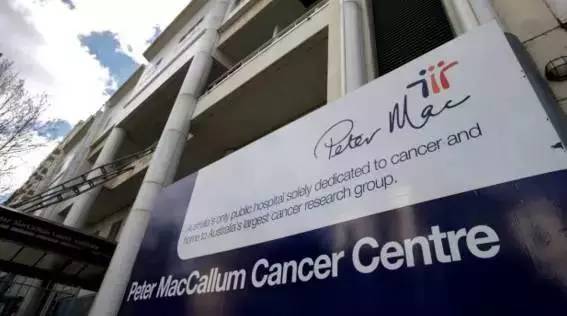 Peter Mac
Australia's only public hospital solely dedicated to cancer and
home to Australia's largest cancer research group.
Peter MacCallum Cancer Centre